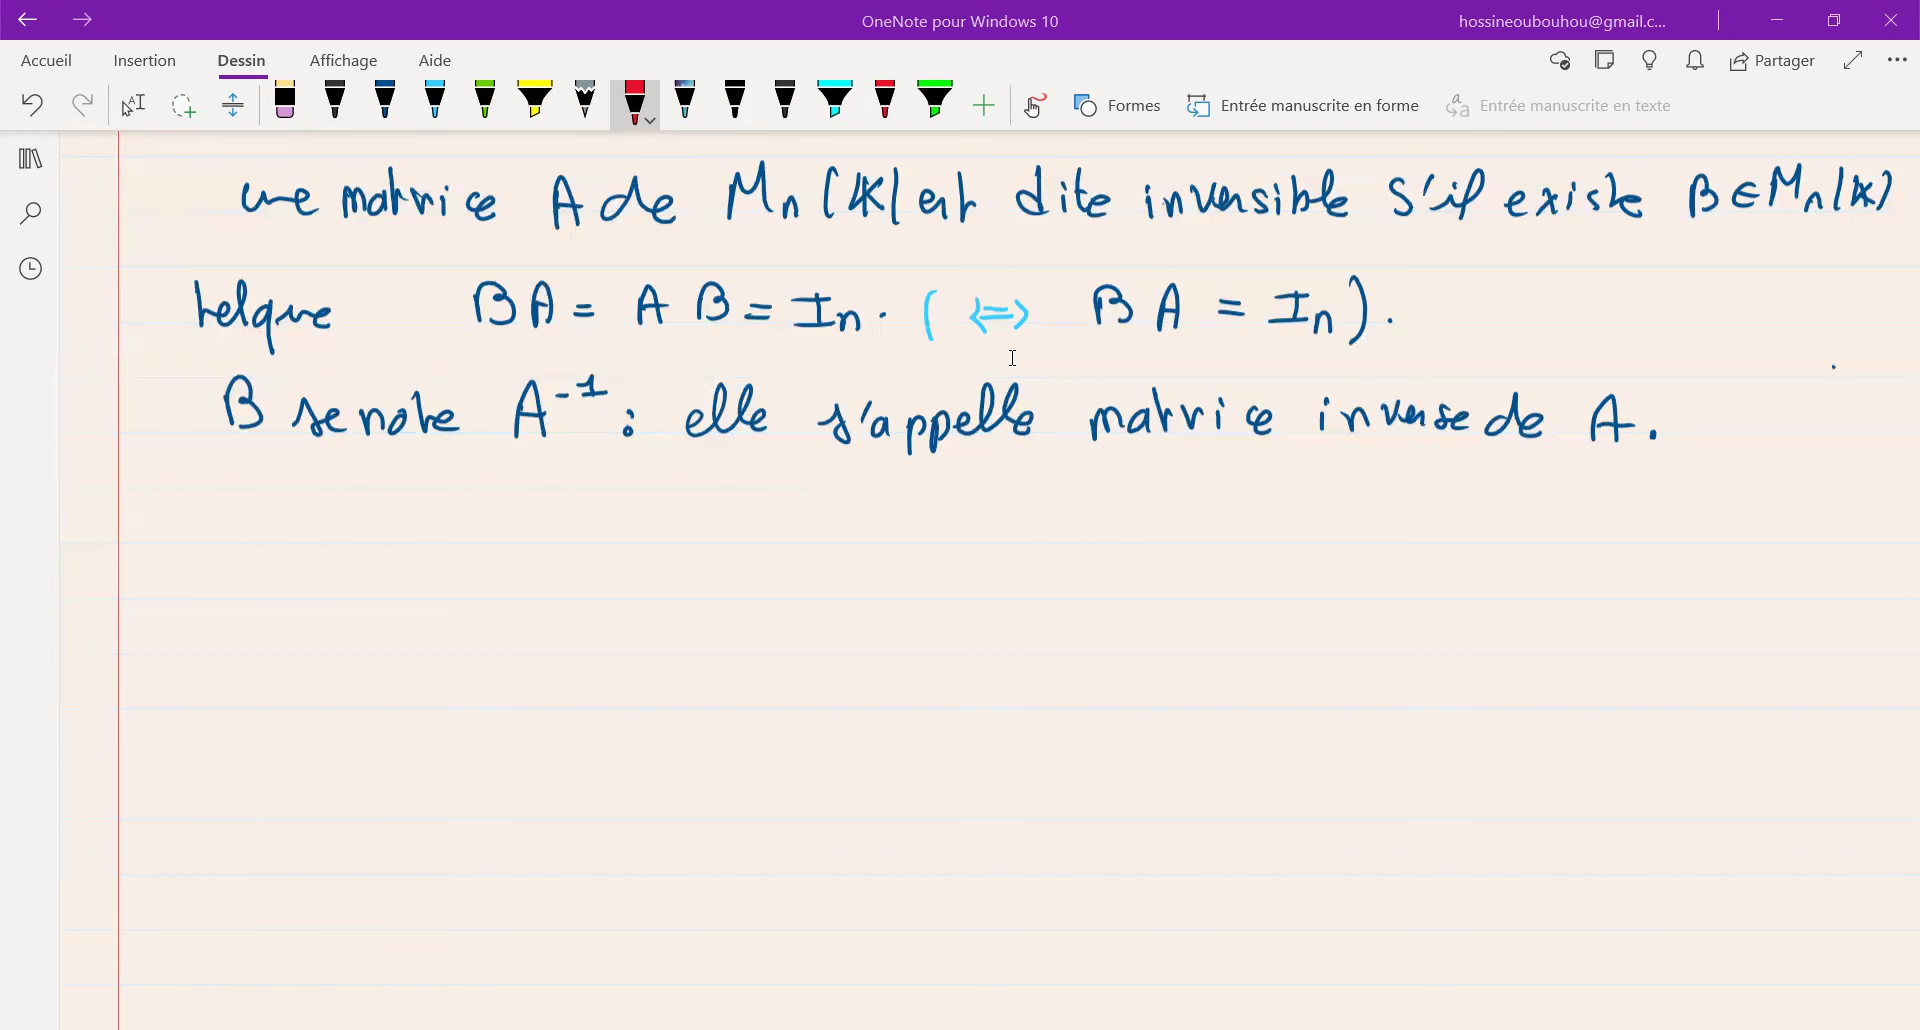 OneNote pour Windows 10
hossineoubouhou@gmail.c...
Accueil Insertion Dessin Affichage Aide
Partager
Formes Entrée manuscrite en forme Entrée manuscrite en texte
une matrice A de Mn (K) est dite inversible s'il existe B ∈ Mn (K)
tel que BA = AB = In . ( ⟺ BA = In ) .
B se note A⁻¹ : elle s'appelle matrice inverse de A .